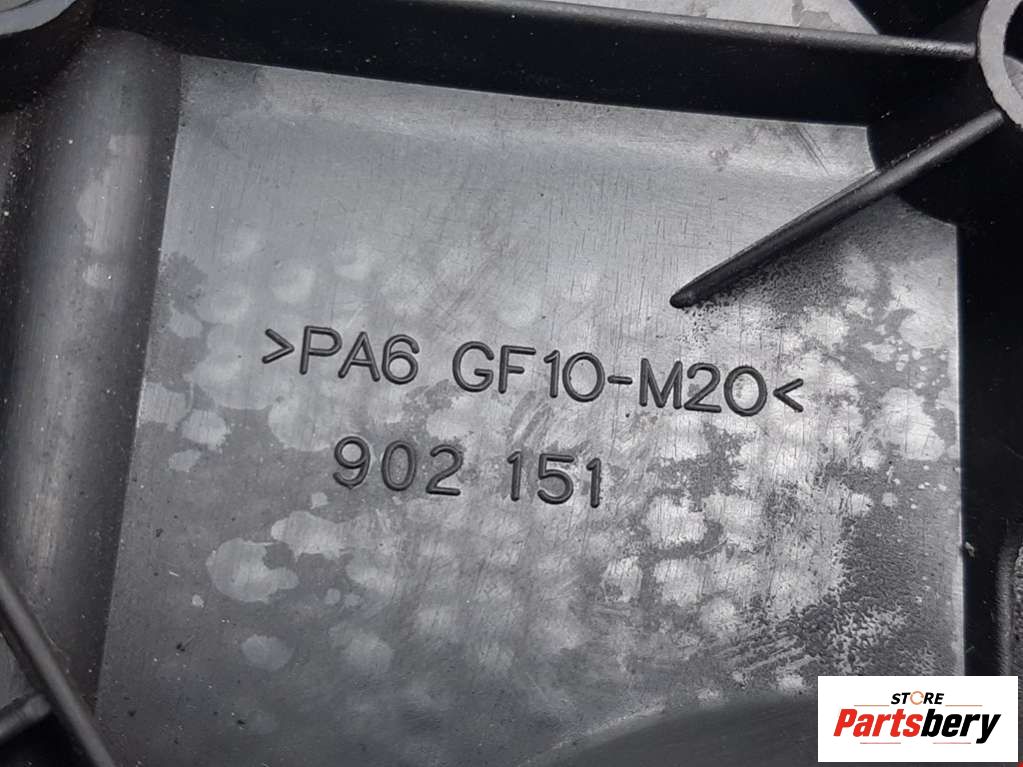 >PA6 GF10-M20<
902 151
STORE
Partsbery